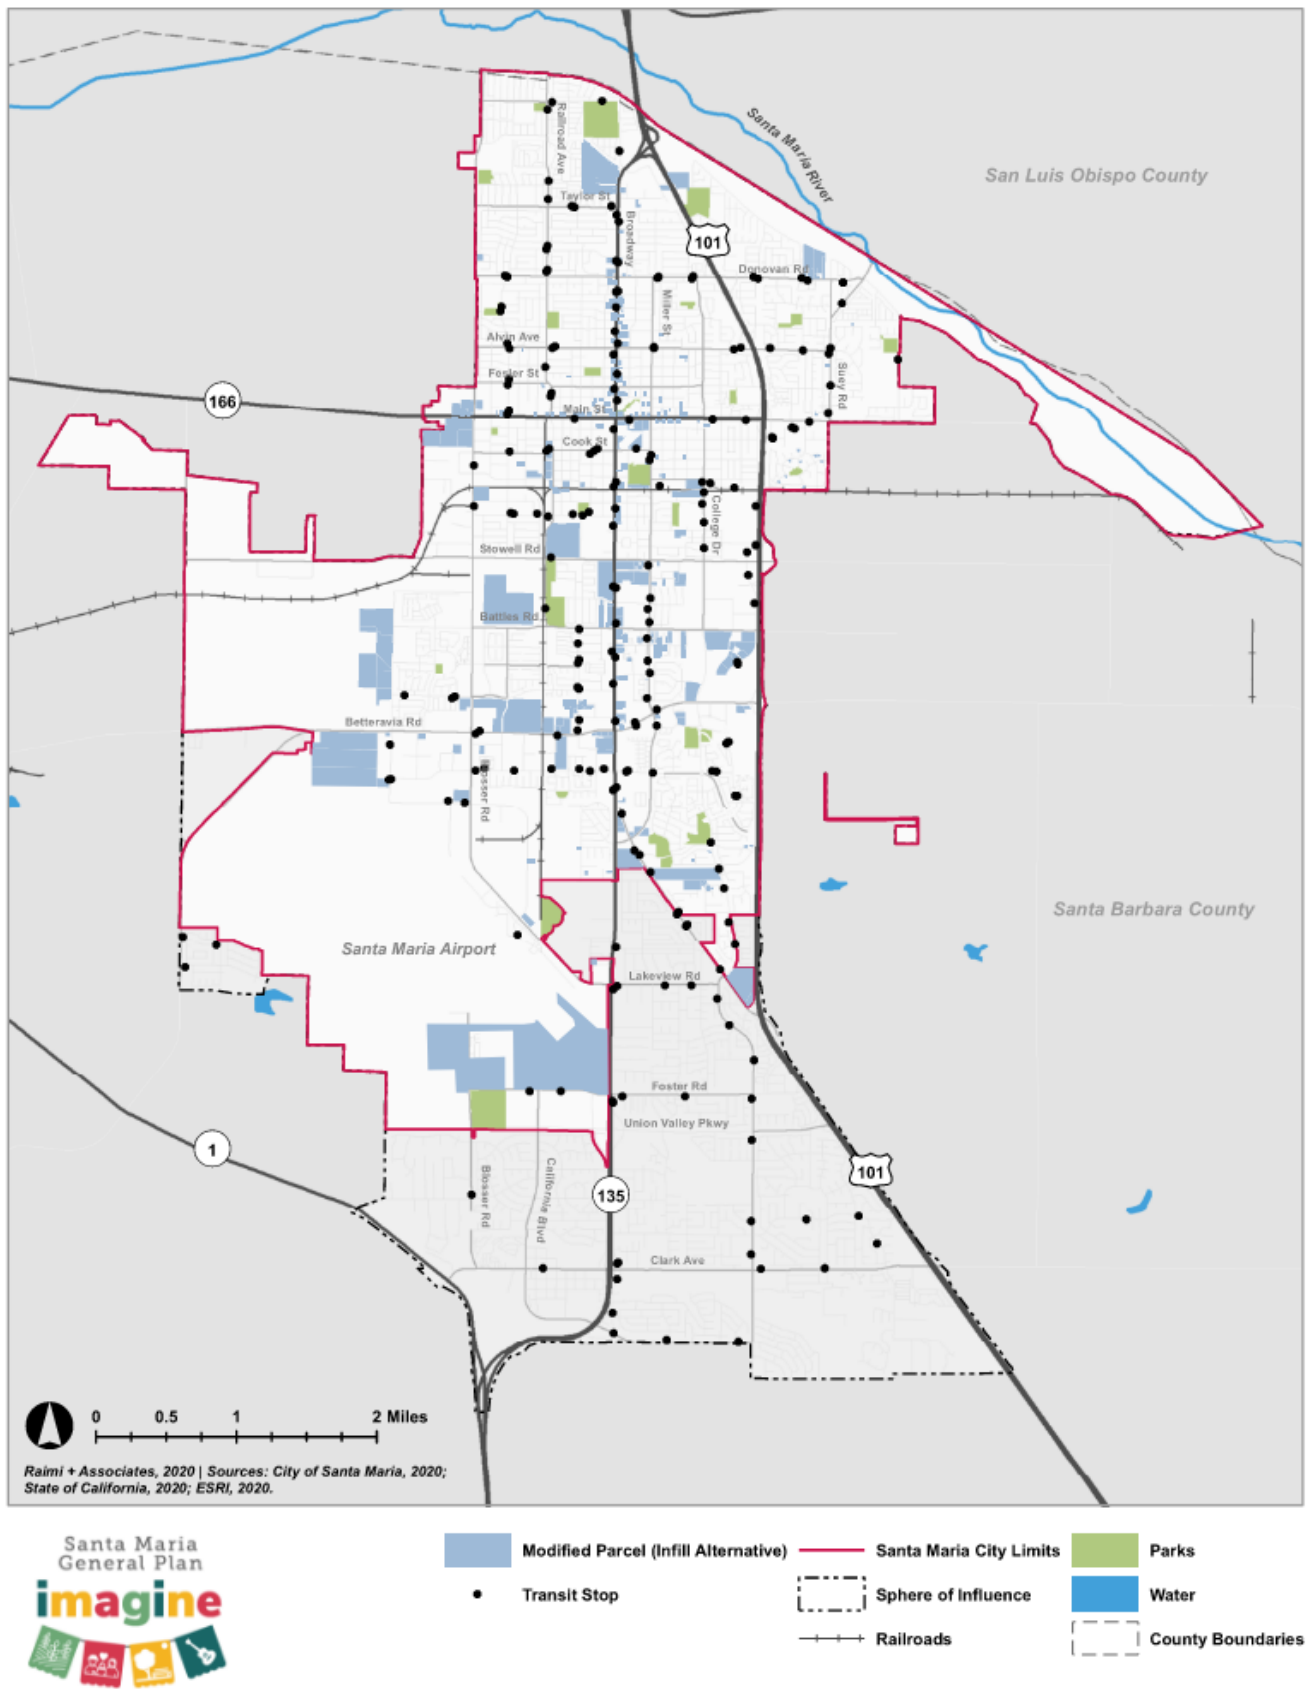 Santa Maria River
San Luis Obispo County
Railroad Ave
Taylor St
Broadway
101
Donovan Rd
Miller St
Alvin Ave
Fesler St
Suey Rd
166
Main St
Cook St
College Dr
Stowell Rd
Battles Rd
Betteravia Rd
Blosser Rd
Santa Barbara County
Santa Maria Airport
Lakeview Rd
Foster Rd
Union Valley Pkwy
1
101
Blosser Rd
California Blvd
135
Clark Ave
0 0.5 1 2 Miles
Raimi + Associates, 2020 | Sources: City of Santa Maria, 2020;
State of California, 2020; ESRI, 2020.
Santa Maria
General Plan
imagine
Modified Parcel (Infill Alternative)
Transit Stop
Santa Maria City Limits
Sphere of Influence
Railroads
Parks
Water
County Boundaries